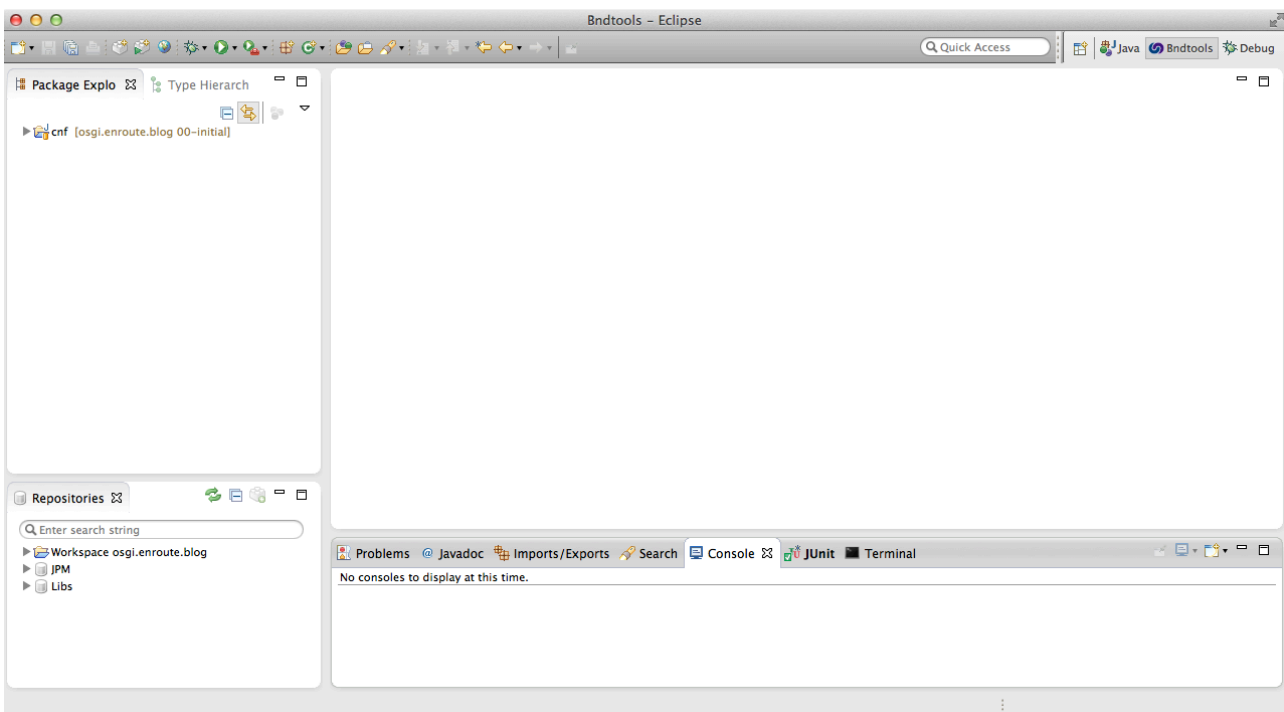 Bndtools – Eclipse
Quick Access
Java Bndtools Debug
Package Explo Type Hierarch
cnf [osgi.enroute.blog 00-initial]
Repositories
Enter search string
Workspace osgi.enroute.blog
JPM
Libs
Problems @ Javadoc Imports/Exports Search Console JUnit Terminal
No consoles to display at this time.